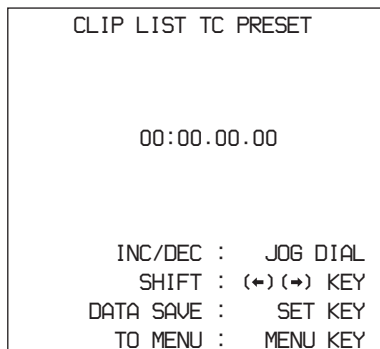 CLIP LIST TC PRESET
00:00.00.00
INC/DEC : JOG DIAL
SHIFT : (←)(→) KEY
DATA SAVE : SET KEY
TO MENU : MENU KEY